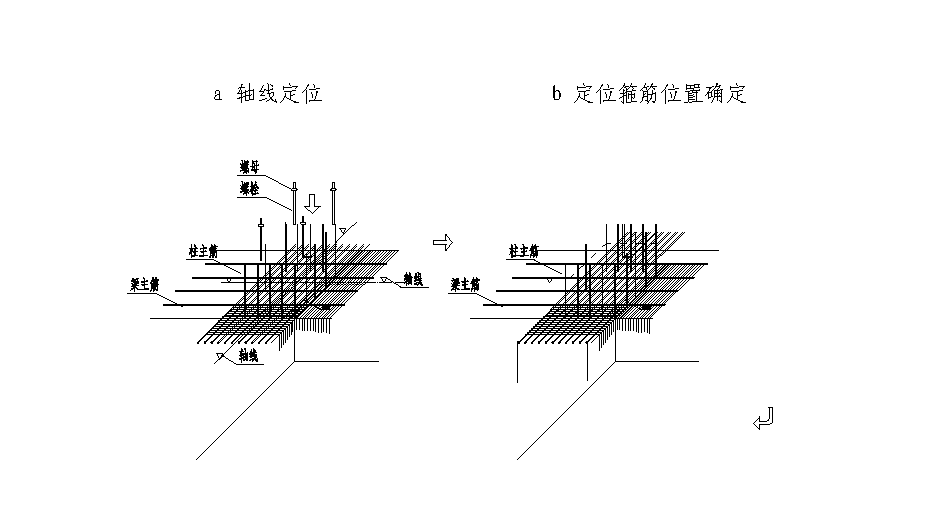 a 轴线定位
b 定位箍筋位置确定
螺母
螺栓
柱主筋
轴线
梁主筋
轴线
柱主筋
梁主筋